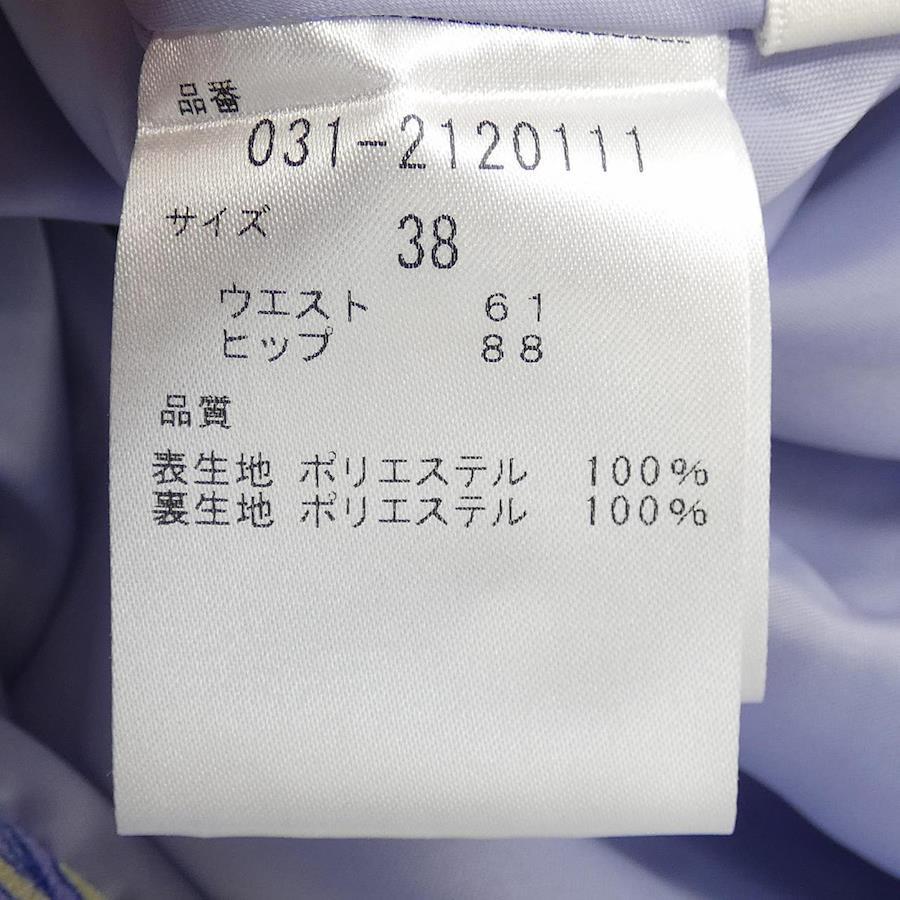 品番
031-2120111
サイズ 38
ウエスト 61
ヒップ 88
品質
表生地 ポリエステル 100%
裏生地 ポリエステル 100%